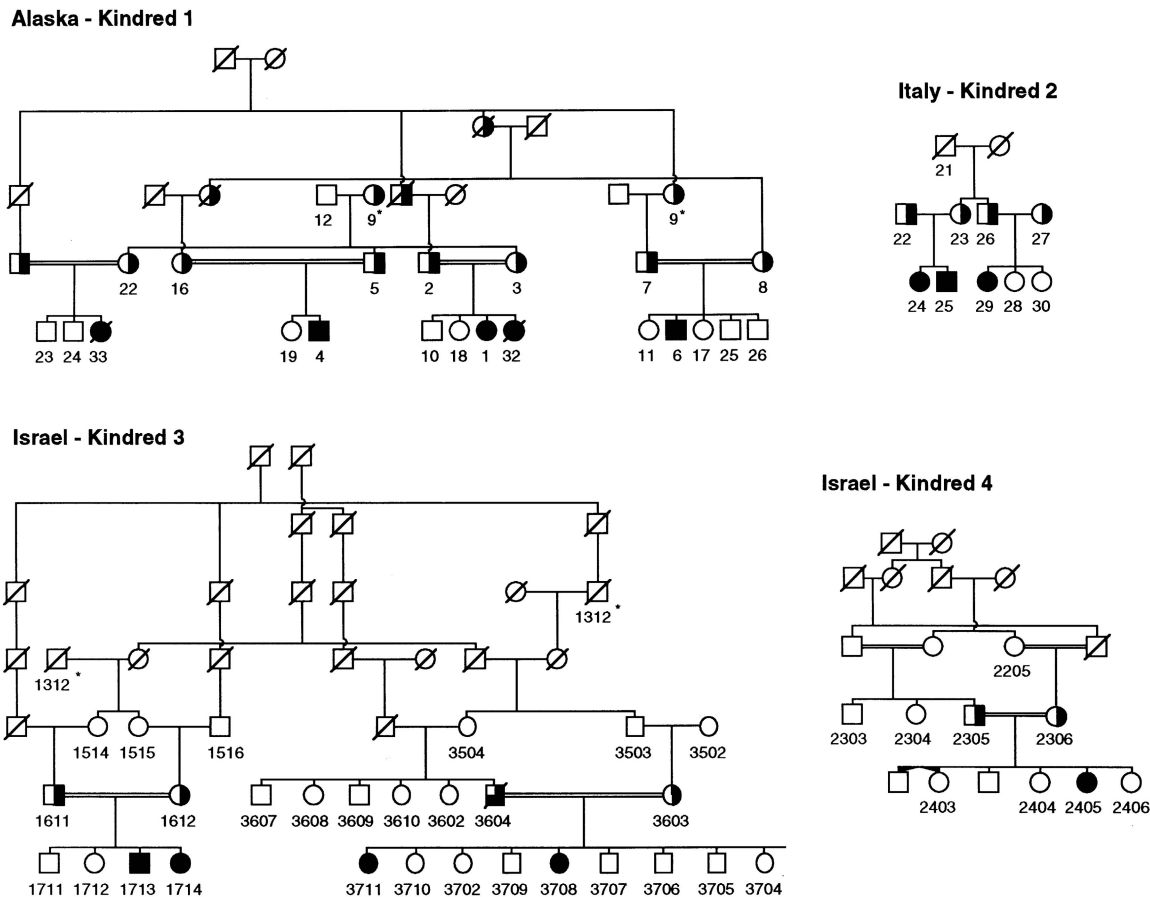 Alaska - Kindred 1
12 9* 9*
22 16 5 2 3 7 8
23 24 33 19 4 10 18 1 32 11 6 17 25 26
Italy - Kindred 2
21
22 23 26 27
24 25 29 28 30
Israel - Kindred 3
1312 *
1312 *
1514 1515 1516 3504 3503 3502
1611 1612 3607 3608 3609 3610 3602 3604 3603
1711 1712 1713 1714 3711 3710 3702 3709 3708 3707 3706 3705 3704
Israel - Kindred 4
2205
2303 2304 2305 2306
2403 2404 2405 2406